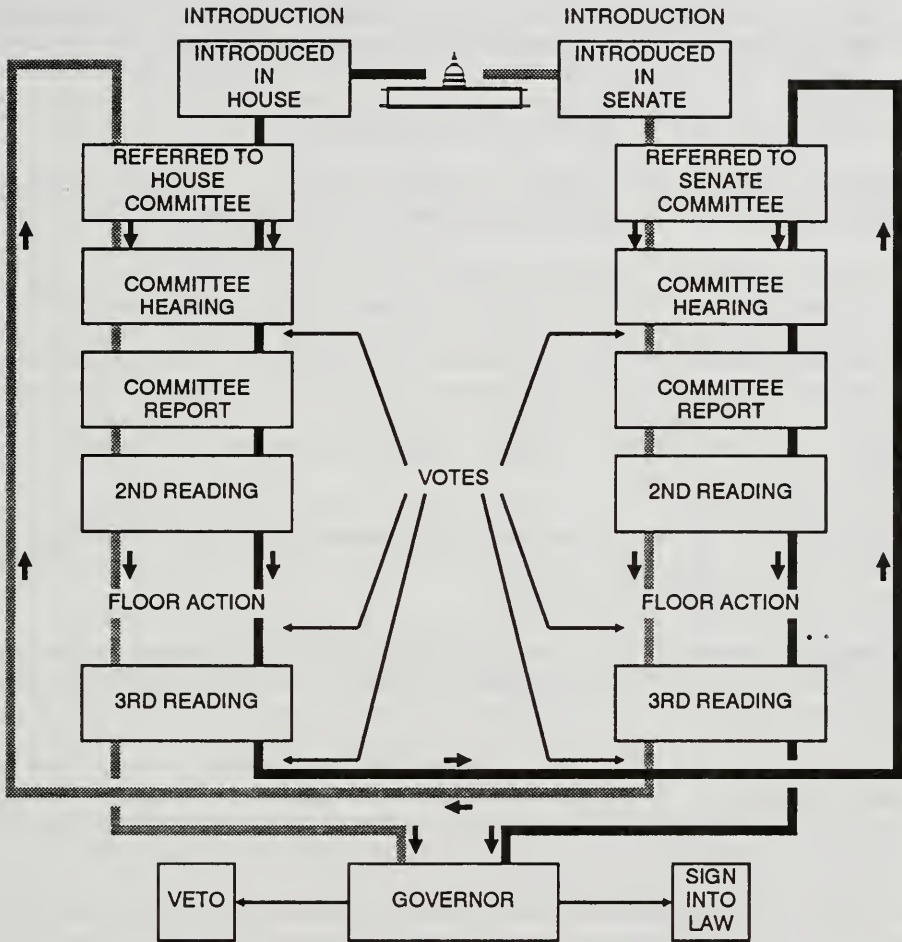 INTRODUCTION
INTRODUCTION
INTRODUCED
IN
HOUSE
INTRODUCED
IN
SENATE
REFERRED TO
HOUSE
COMMITTEE
REFERRED TO
SENATE
COMMITTEE
COMMITTEE
HEARING
COMMITTEE
HEARING
COMMITTEE
REPORT
COMMITTEE
REPORT
VOTES
2ND READING
2ND READING
FLOOR ACTION
FLOOR ACTION
3RD READING
3RD READING
VETO
GOVERNOR
SIGN
INTO
LAW